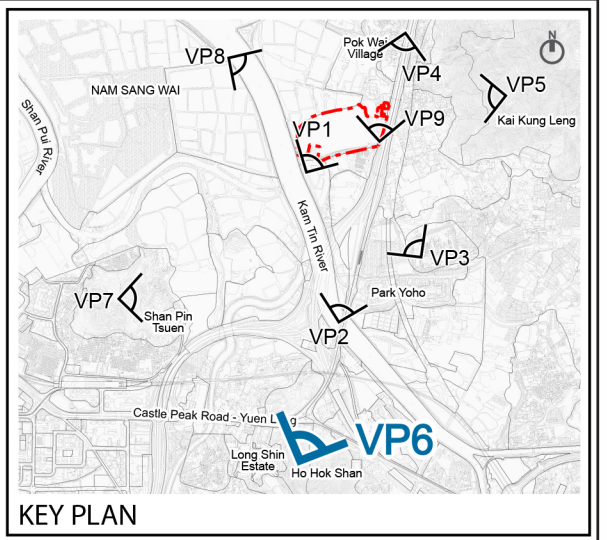 N
Pok Wai
Village
VP8
VP4
VP5
NAM SANG WAI
Kai Kung Leng
VP1
VP9
Shan Pui River
Kam Tin River
VP3
VP7
Shan Pin
Tsuen
Park Yoho
VP2
Castle Peak Road - Yuen Long
VP6
Long Shin
Estate
Ho Hok Shan
KEY PLAN